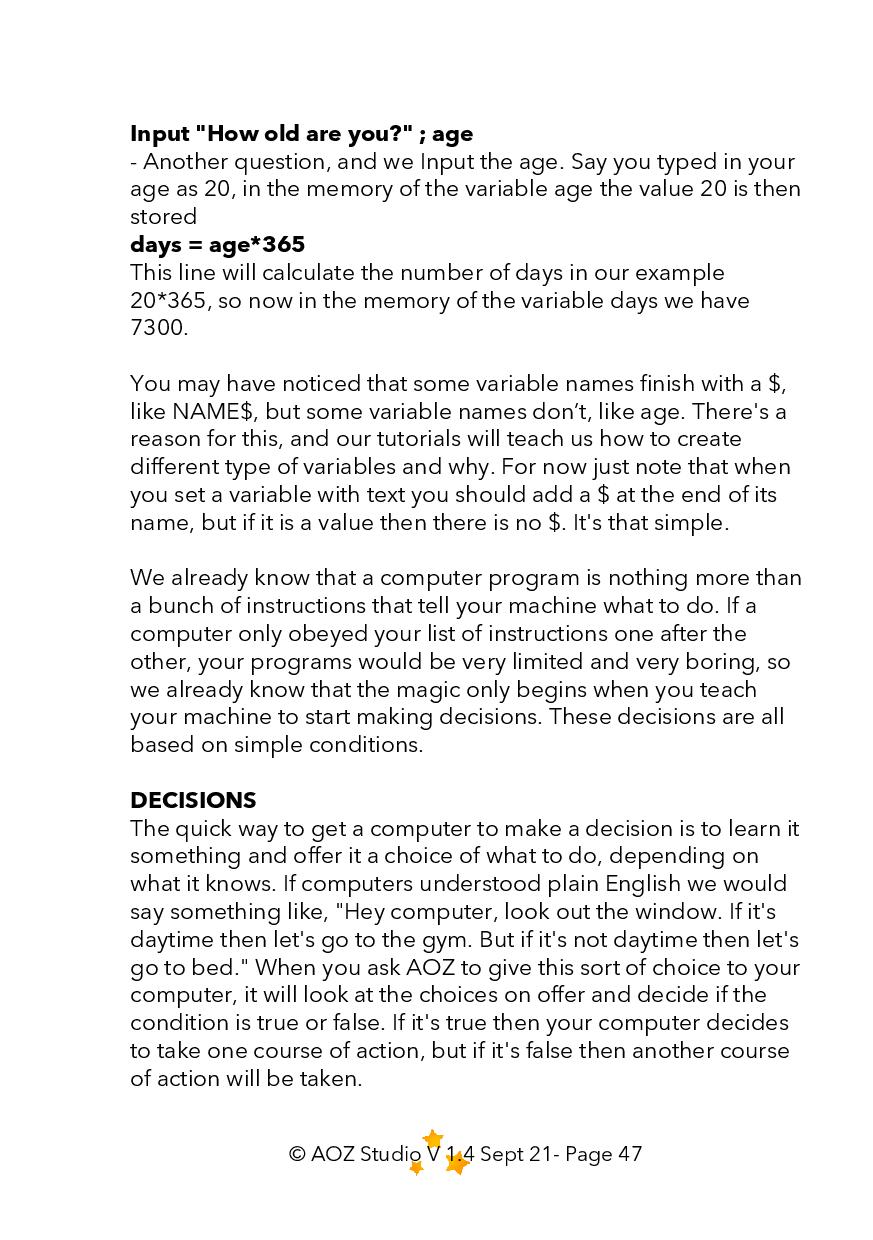 Input "How old are you?" ; age
- Another question, and we Input the age. Say you typed in your
age as 20, in the memory of the variable age the value 20 is then
stored
days = age*365
This line will calculate the number of days in our example
20*365, so now in the memory of the variable days we have
7300.
You may have noticed that some variable names finish with a $,
like NAME$, but some variable names don’t, like age. There's a
reason for this, and our tutorials will teach us how to create
different type of variables and why. For now just note that when
you set a variable with text you should add a $ at the end of its
name, but if it is a value then there is no $. It's that simple.
We already know that a computer program is nothing more than
a bunch of instructions that tell your machine what to do. If a
computer only obeyed your list of instructions one after the
other, your programs would be very limited and very boring, so
we already know that the magic only begins when you teach
your machine to start making decisions. These decisions are all
based on simple conditions.
DECISIONS
The quick way to get a computer to make a decision is to learn it
something and offer it a choice of what to do, depending on
what it knows. If computers understood plain English we would
say something like, "Hey computer, look out the window. If it's
daytime then let's go to the gym. But if it's not daytime then let's
go to bed." When you ask AOZ to give this sort of choice to your
computer, it will look at the choices on offer and decide if the
condition is true or false. If it's true then your computer decides
to take one course of action, but if it's false then another course
of action will be taken.
© AOZ Studio V 1.4 Sept 21- Page 47